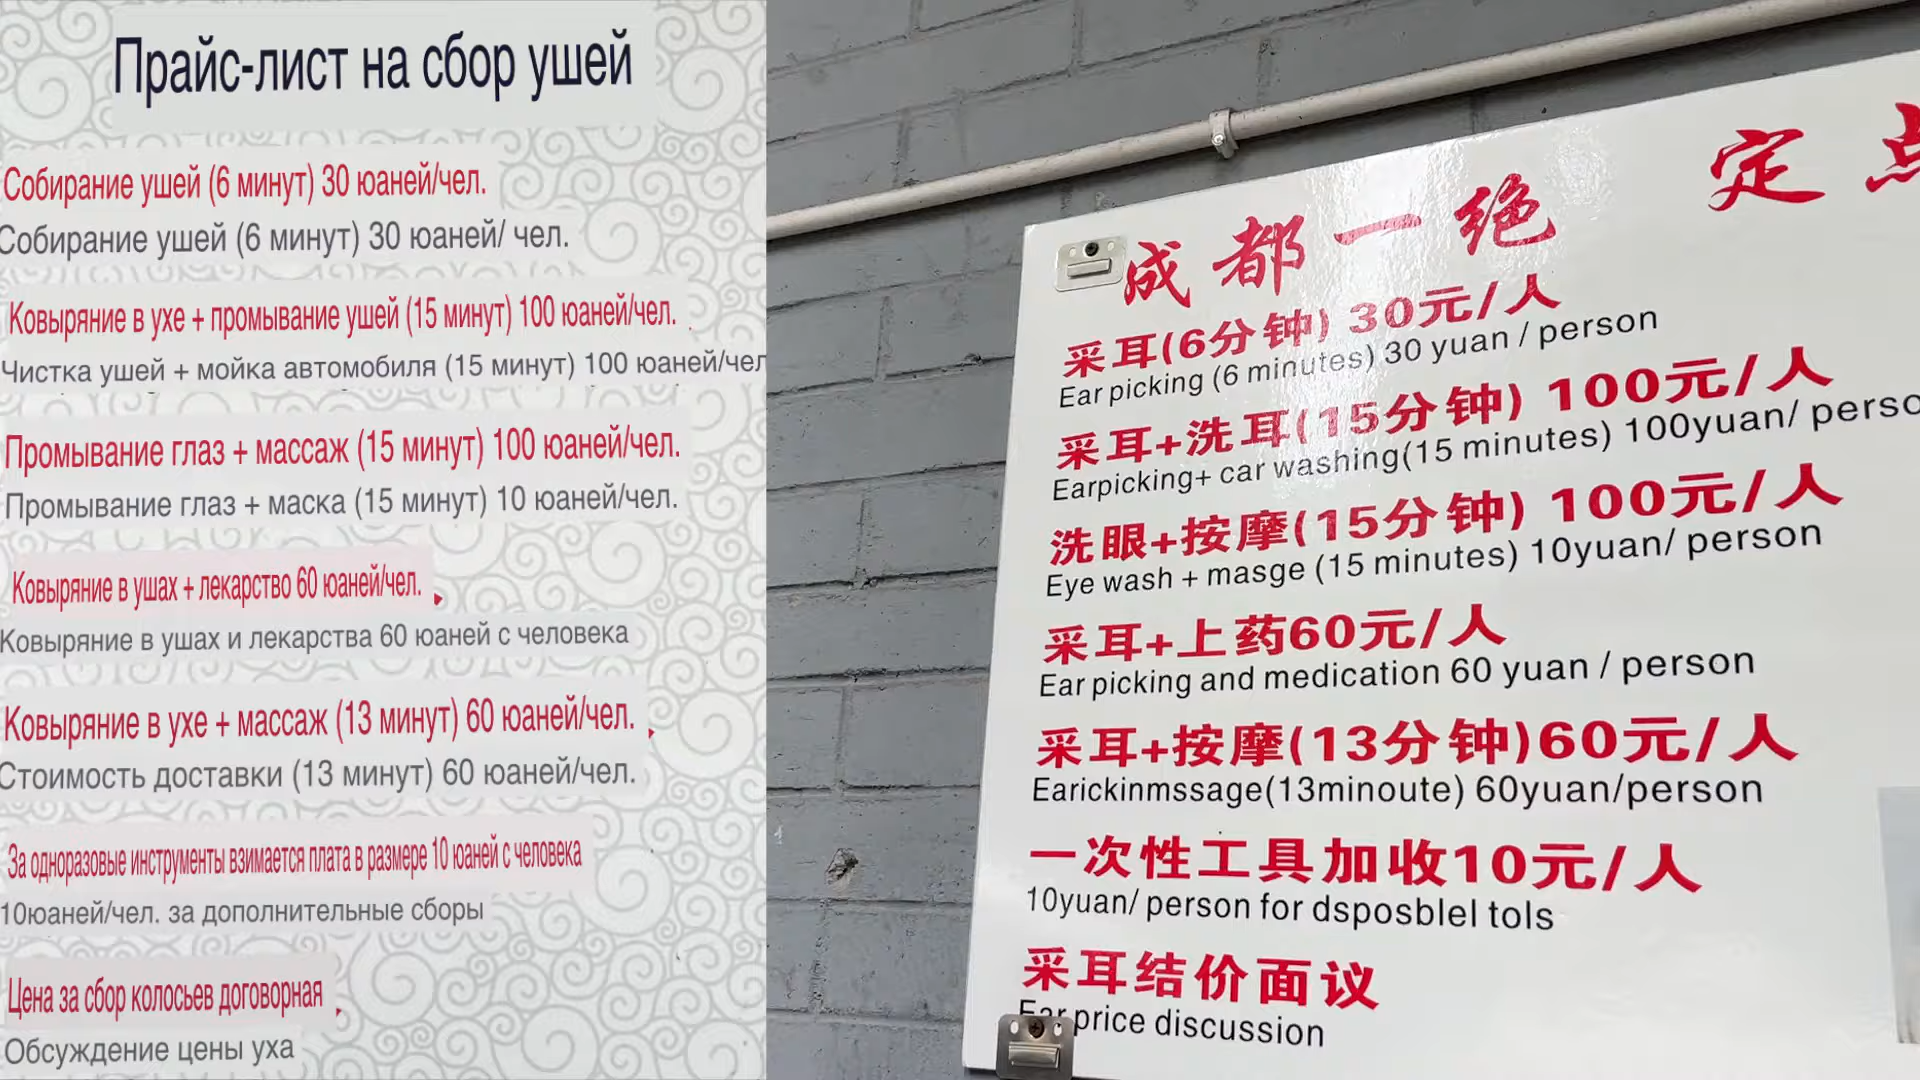 Прайс-лист на сбор ушей
Собирание ушей (6 минут) 30 юаней/чел.
Собирание ушей (6 минут) 30 юаней/ чел.
Ковыряние в ухе + промывание ушей (15 минут) 100 юаней/чел.
Чистка ушей + мойка автомобиля (15 минут) 100 юаней/чел
Промывание глаз + массаж (15 минут) 100 юаней/чел.
Промывание глаз + маска (15 минут) 10 юаней/чел.
Ковыряние в ушах + лекарство 60 юаней/чел.
Ковыряние в ушах и лекарства 60 юаней с человека
Ковыряние в ухе + массаж (13 минут) 60 юаней/чел.
Стоимость доставки (13 минут) 60 юаней/чел.
За одноразовые инструменты взимается плата в размере 10 юаней с человека
10юаней/чел. за дополнительные сборы
Цена за сбор колосьев договорная
Обсуждение цены уха
成都一绝 定点
采耳(6分钟) 30元/人
Ear picking (6 minutes) 30 yuan / person
采耳+洗耳(15分钟) 100元/人
Earpicking+ car washing(15 minutes) 100yuan/ perso
洗眼+按摩(15分钟) 100元/人
Eye wash + masge (15 minutes) 10yuan/ person
采耳+上药60元/人
Ear picking and medication 60 yuan / person
采耳+按摩(13分钟)60元/人
Earickinmssage(13minoute) 60yuan/person
一次性工具加收10元/人
10yuan/ person for dsposblel tols
采耳结价面议
Ear price discussion